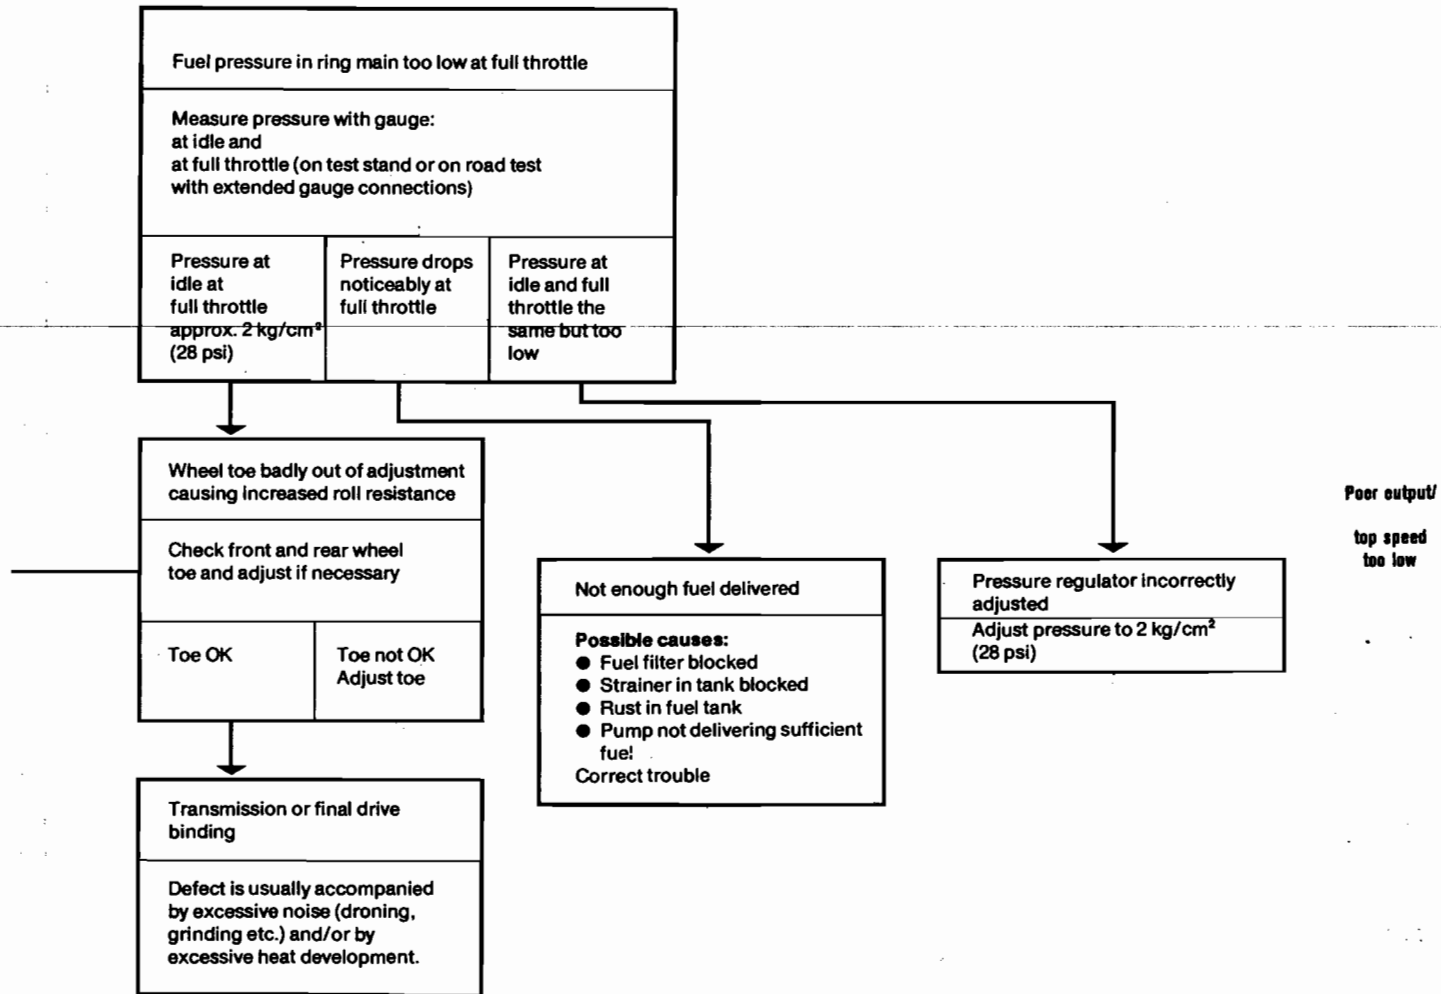 Fuel pressure in ring main too low at full throttle
Measure pressure with gauge:
at idle and
at full throttle (on test stand or on road test
with extended gauge connections)
Pressure at
idle at
full throttle
approx. 2 kg/cm²
(28 psi)
Pressure drops
noticeably at
full throttle
Pressure at
idle and full
throttle the
same but too
low
Wheel toe badly out of adjustment
causing increased roll resistance
Check front and rear wheel
toe and adjust if necessary
Toe OK
Toe not OK
Adjust toe
Transmission or final drive
binding
Defect is usually accompanied
by excessive noise (droning,
grinding etc.) and/or by
excessive heat development.
Not enough fuel delivered
Possible causes:
● Fuel filter blocked
● Strainer in tank blocked
● Rust in fuel tank
● Pump not delivering sufficient
fuel
Correct trouble
Pressure regulator incorrectly
adjusted
Adjust pressure to 2 kg/cm²
(28 psi)
Poor output/
top speed
too low